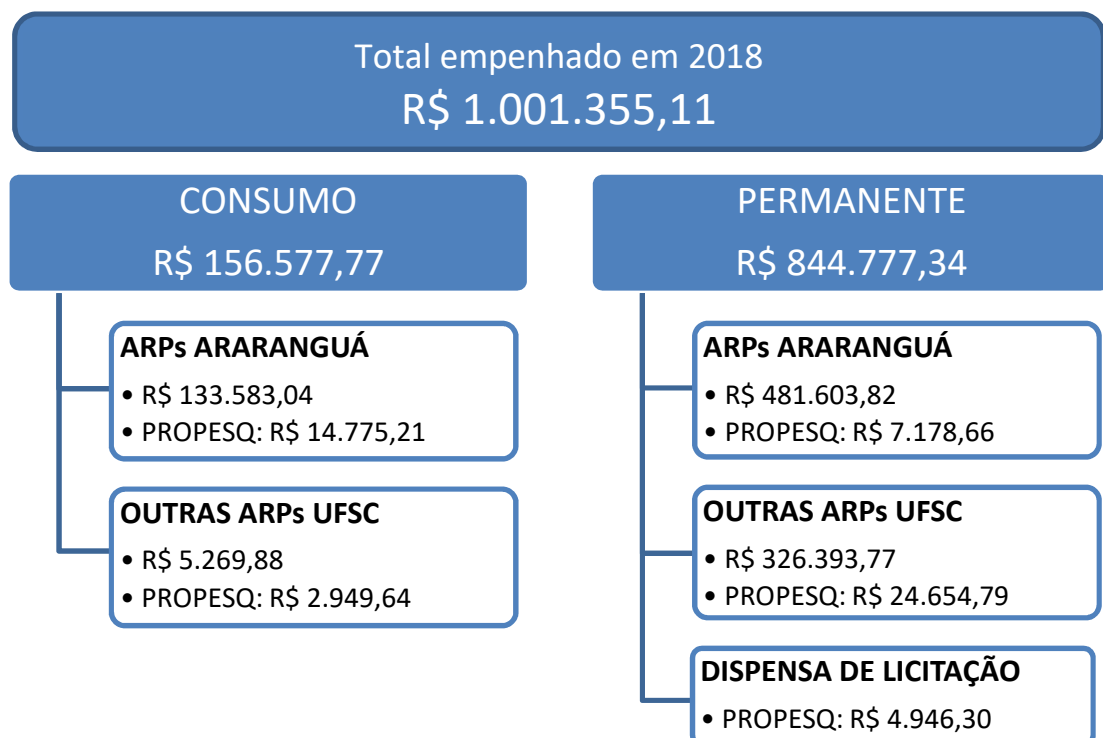 Total empenhado em 2018
R$ 1.001.355,11
CONSUMO
R$ 156.577,77
ARPs ARARANGUÁ
• R$ 133.583,04
• PROPESQ: R$ 14.775,21
OUTRAS ARPs UFSC
• R$ 5.269,88
• PROPESQ: R$ 2.949,64
PERMANENTE
R$ 844.777,34
ARPs ARARANGUÁ
• R$ 481.603,82
• PROPESQ: R$ 7.178,66
OUTRAS ARPs UFSC
• R$ 326.393,77
• PROPESQ: R$ 24.654,79
DISPENSA DE LICITAÇÃO
• PROPESQ: R$ 4.946,30